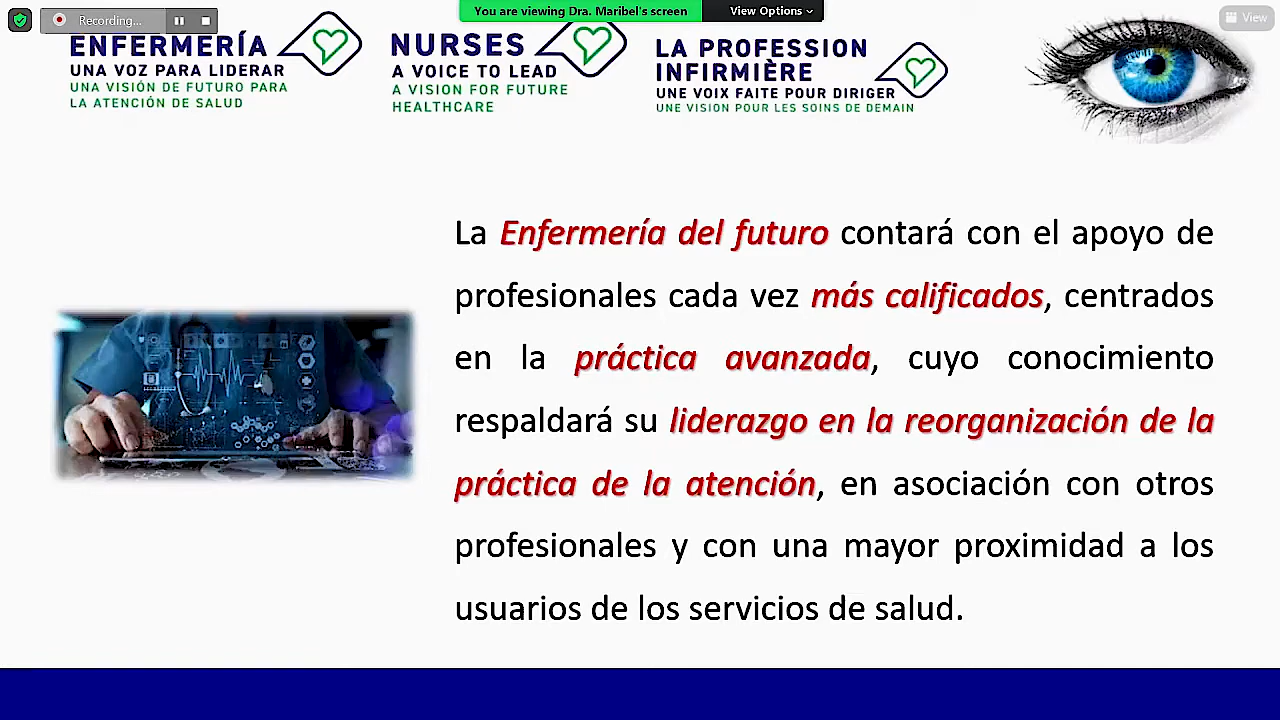 Recording...
You are viewing Dra. Maribel's screen
View Options
View
ENFERMERÍA
UNA VOZ PARA LIDERAR
UNA VISIÓN DE FUTURO PARA
LA ATENCIÓN DE SALUD
NURSES
A VOICE TO LEAD
A VISION FOR FUTURE
HEALTHCARE
LA PROFESSION
INFIRMIÈRE
UNE VOIX FAITE POUR DIRIGER
UNE VISION POUR LES SOINS DE DEMAIN
La Enfermería del futuro contará con el apoyo de
profesionales cada vez más calificados, centrados
en la práctica avanzada, cuyo conocimiento
respaldará su liderazgo en la reorganización de la
práctica de la atención, en asociación con otros
profesionales y con una mayor proximidad a los
usuarios de los servicios de salud.